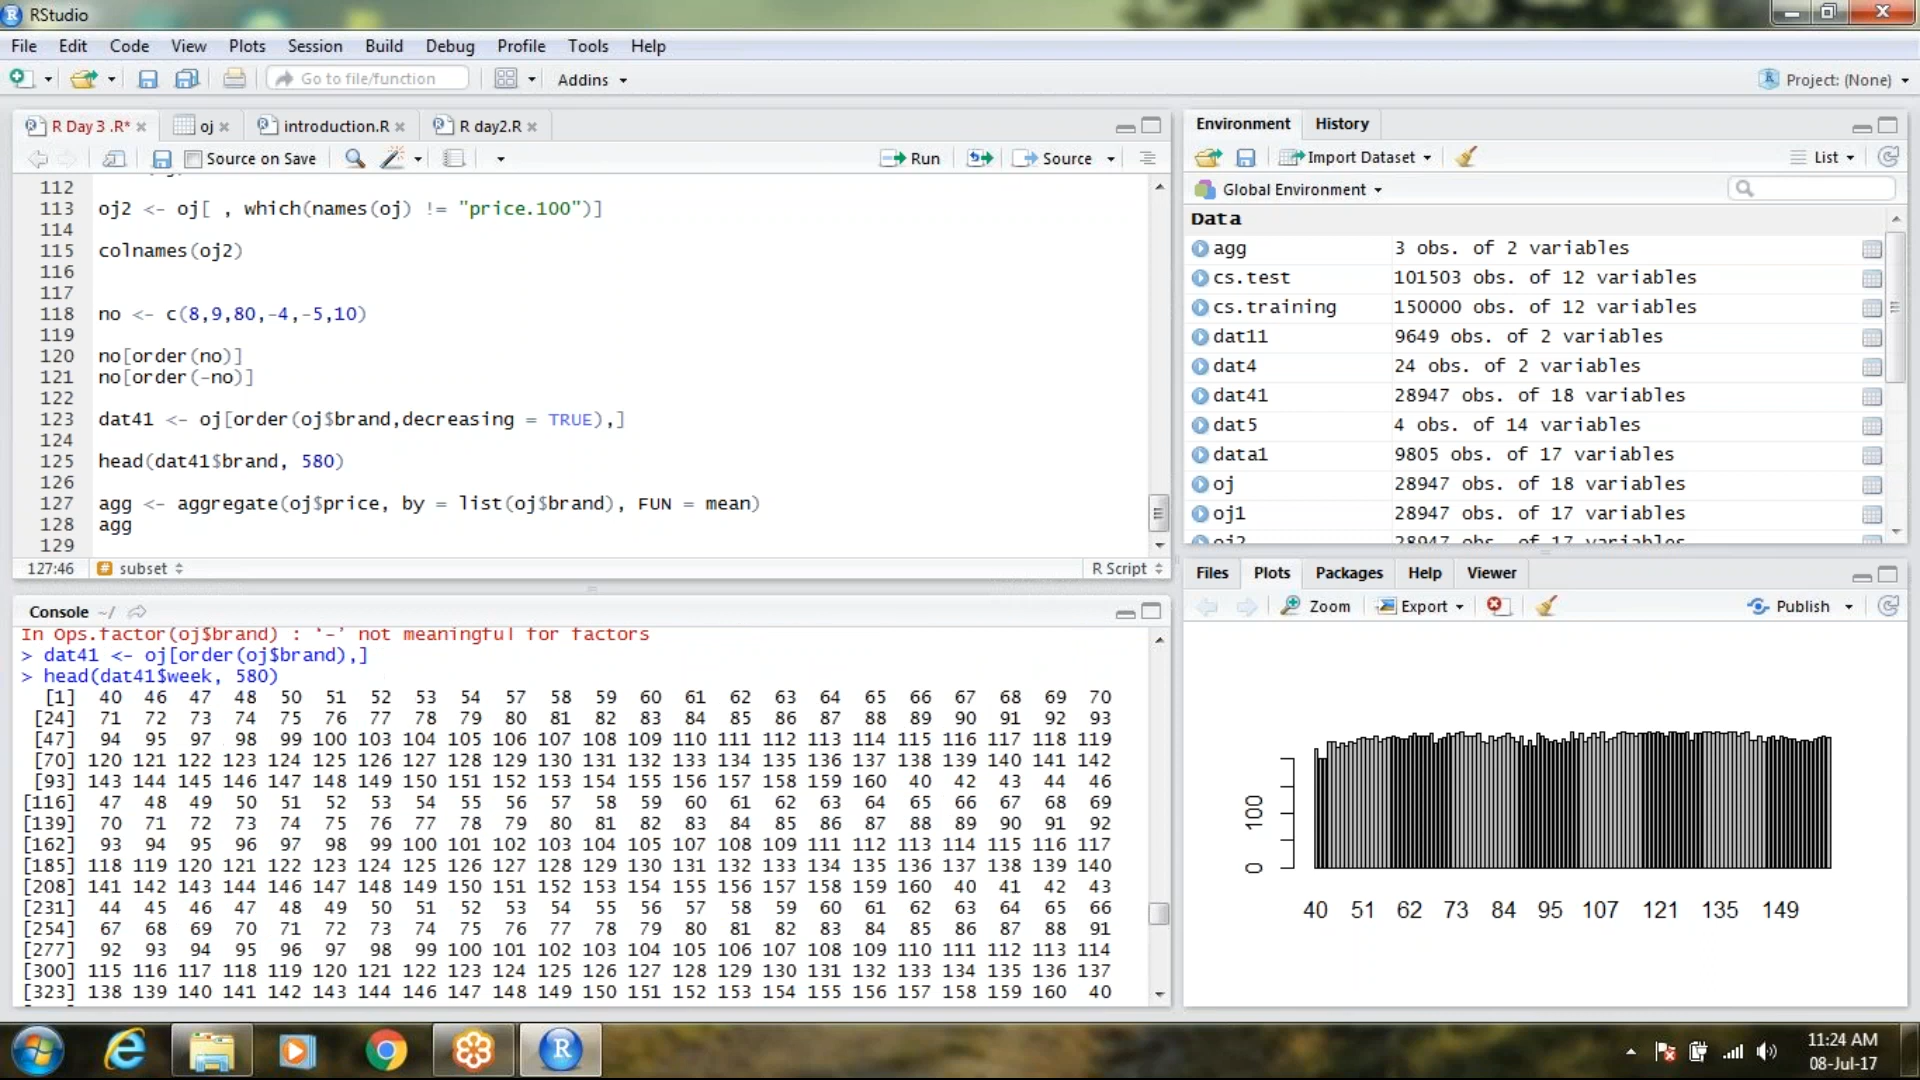 RStudio
File Edit Code View Plots Session Build Debug Profile Tools Help
Go to file/function Addins Project: (None)
R Day 3 .R* oj introduction.R R day2.R
Source on Save Run Source
112
113 oj2 <- oj[ , which(names(oj) != "price.100")]
114
115 colnames(oj2)
116
117
118 no <- c(8,9,80,-4,-5,10)
119
120 no[order(no)]
121 no[order(-no)]
122
123 dat41 <- oj[order(oj$brand,decreasing = TRUE),]
124
125 head(dat41$brand, 580)
126
127 agg <- aggregate(oj$price, by = list(oj$brand), FUN = mean)
128 agg
129
127:46 # subset R Script
Console ~/
In Ops.factor(oj$brand) : '-' not meaningful for factors
> dat41 <- oj[order(oj$brand),]
> head(dat41$week, 580)
[1] 40 46 47 48 50 51 52 53 54 57 58 59 60 61 62 63 64 65 66 67 68 69 70
[24] 71 72 73 74 75 76 77 78 79 80 81 82 83 84 85 86 87 88 89 90 91 92 93
[47] 94 95 97 98 99 100 103 104 105 106 107 108 109 110 111 112 113 114 115 116 117 118 119
[70] 120 121 122 123 124 125 126 127 128 129 130 131 132 133 134 135 136 137 138 139 140 141 142
[93] 143 144 145 146 147 148 149 150 151 152 153 154 155 156 157 158 159 160 40 42 43 44 46
[116] 47 48 49 50 51 52 53 54 55 56 57 58 59 60 61 62 63 64 65 66 67 68 69
[139] 70 71 72 73 74 75 76 77 78 79 80 81 82 83 84 85 86 87 88 89 90 91 92
[162] 93 94 95 96 97 98 99 100 101 102 103 104 105 107 108 109 111 112 113 114 115 116 117
[185] 118 119 120 121 122 123 124 125 126 127 128 129 130 131 132 133 134 135 136 137 138 139 140
[208] 141 142 143 144 146 147 148 149 150 151 152 153 154 155 156 157 158 159 160 40 41 42 43
[231] 44 45 46 47 48 49 50 51 52 53 54 55 56 57 58 59 60 61 62 63 64 65 66
[254] 67 68 69 70 71 72 73 74 75 76 77 78 79 80 81 82 83 84 85 86 87 88 91
[277] 92 93 94 95 96 97 98 99 100 101 102 103 104 105 106 107 108 109 110 111 112 113 114
[300] 115 116 117 118 119 120 121 122 123 124 125 126 127 128 129 130 131 132 133 134 135 136 137
[323] 138 139 140 141 142 143 144 146 147 148 149 150 151 152 153 154 155 156 157 158 159 160 40
Environment History
Import Dataset List
Global Environment
Data
agg 3 obs. of 2 variables
cs.test 101503 obs. of 12 variables
cs.training 150000 obs. of 12 variables
dat11 9649 obs. of 2 variables
dat4 24 obs. of 2 variables
dat41 28947 obs. of 18 variables
dat5 4 obs. of 14 variables
data1 9805 obs. of 17 variables
oj 28947 obs. of 18 variables
oj1 28947 obs. of 17 variables
oj2 28947 obs. of 17 variables
Files Plots Packages Help Viewer
Zoom Export Publish
100
0
40 51 62 73 84 95 107 121 135 149
11:24 AM
08-Jul-17